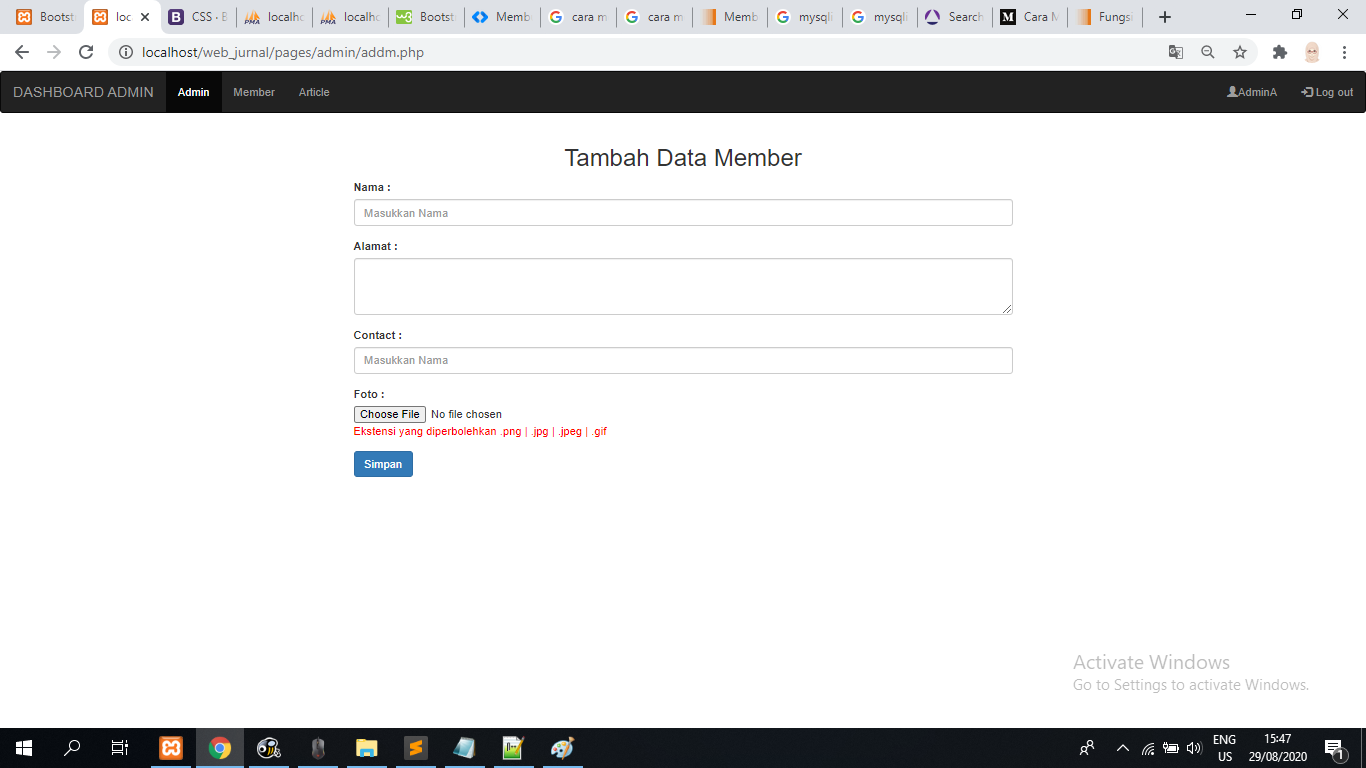 Bootst
loc
CSS · B
localho
localho
Bootst
Memb
cara m
cara m
Memb
mysqli
mysqli
Search
Cara M
Fungsi
localhost/web_jurnal/pages/admin/addm.php
DASHBOARD ADMIN Admin Member Article AdminA Log out
Tambah Data Member
Nama :
Masukkan Nama
Alamat :
Contact :
Masukkan Nama
Foto :
Choose File No file chosen
Ekstensi yang diperbolehkan .png | .jpg | .jpeg | .gif
Simpan
Activate Windows
Go to Settings to activate Windows.
ENG
US
15:47
29/08/2020
1